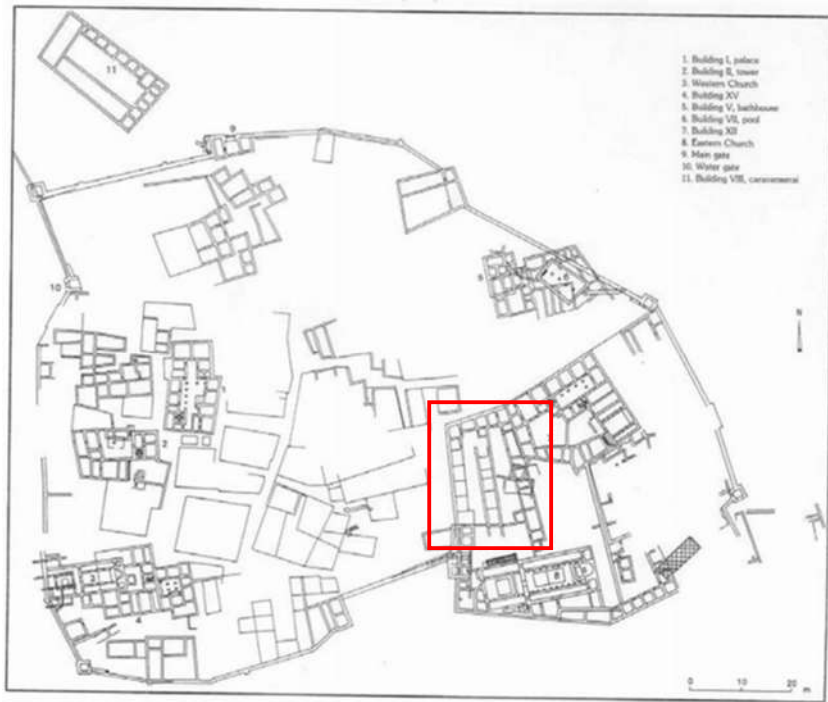 1. Building I, palace
2. Building II, tower
3. Western Church
4. Building XV
5. Building V, bathhouse
6. Building VII, pool
7. Building XII
8. Eastern Church
9. Main gate
10. Water gate
11. Building VIII, caravanserai
11
9
10
5
6
N
1
2
3
8
4
0 10 20
m